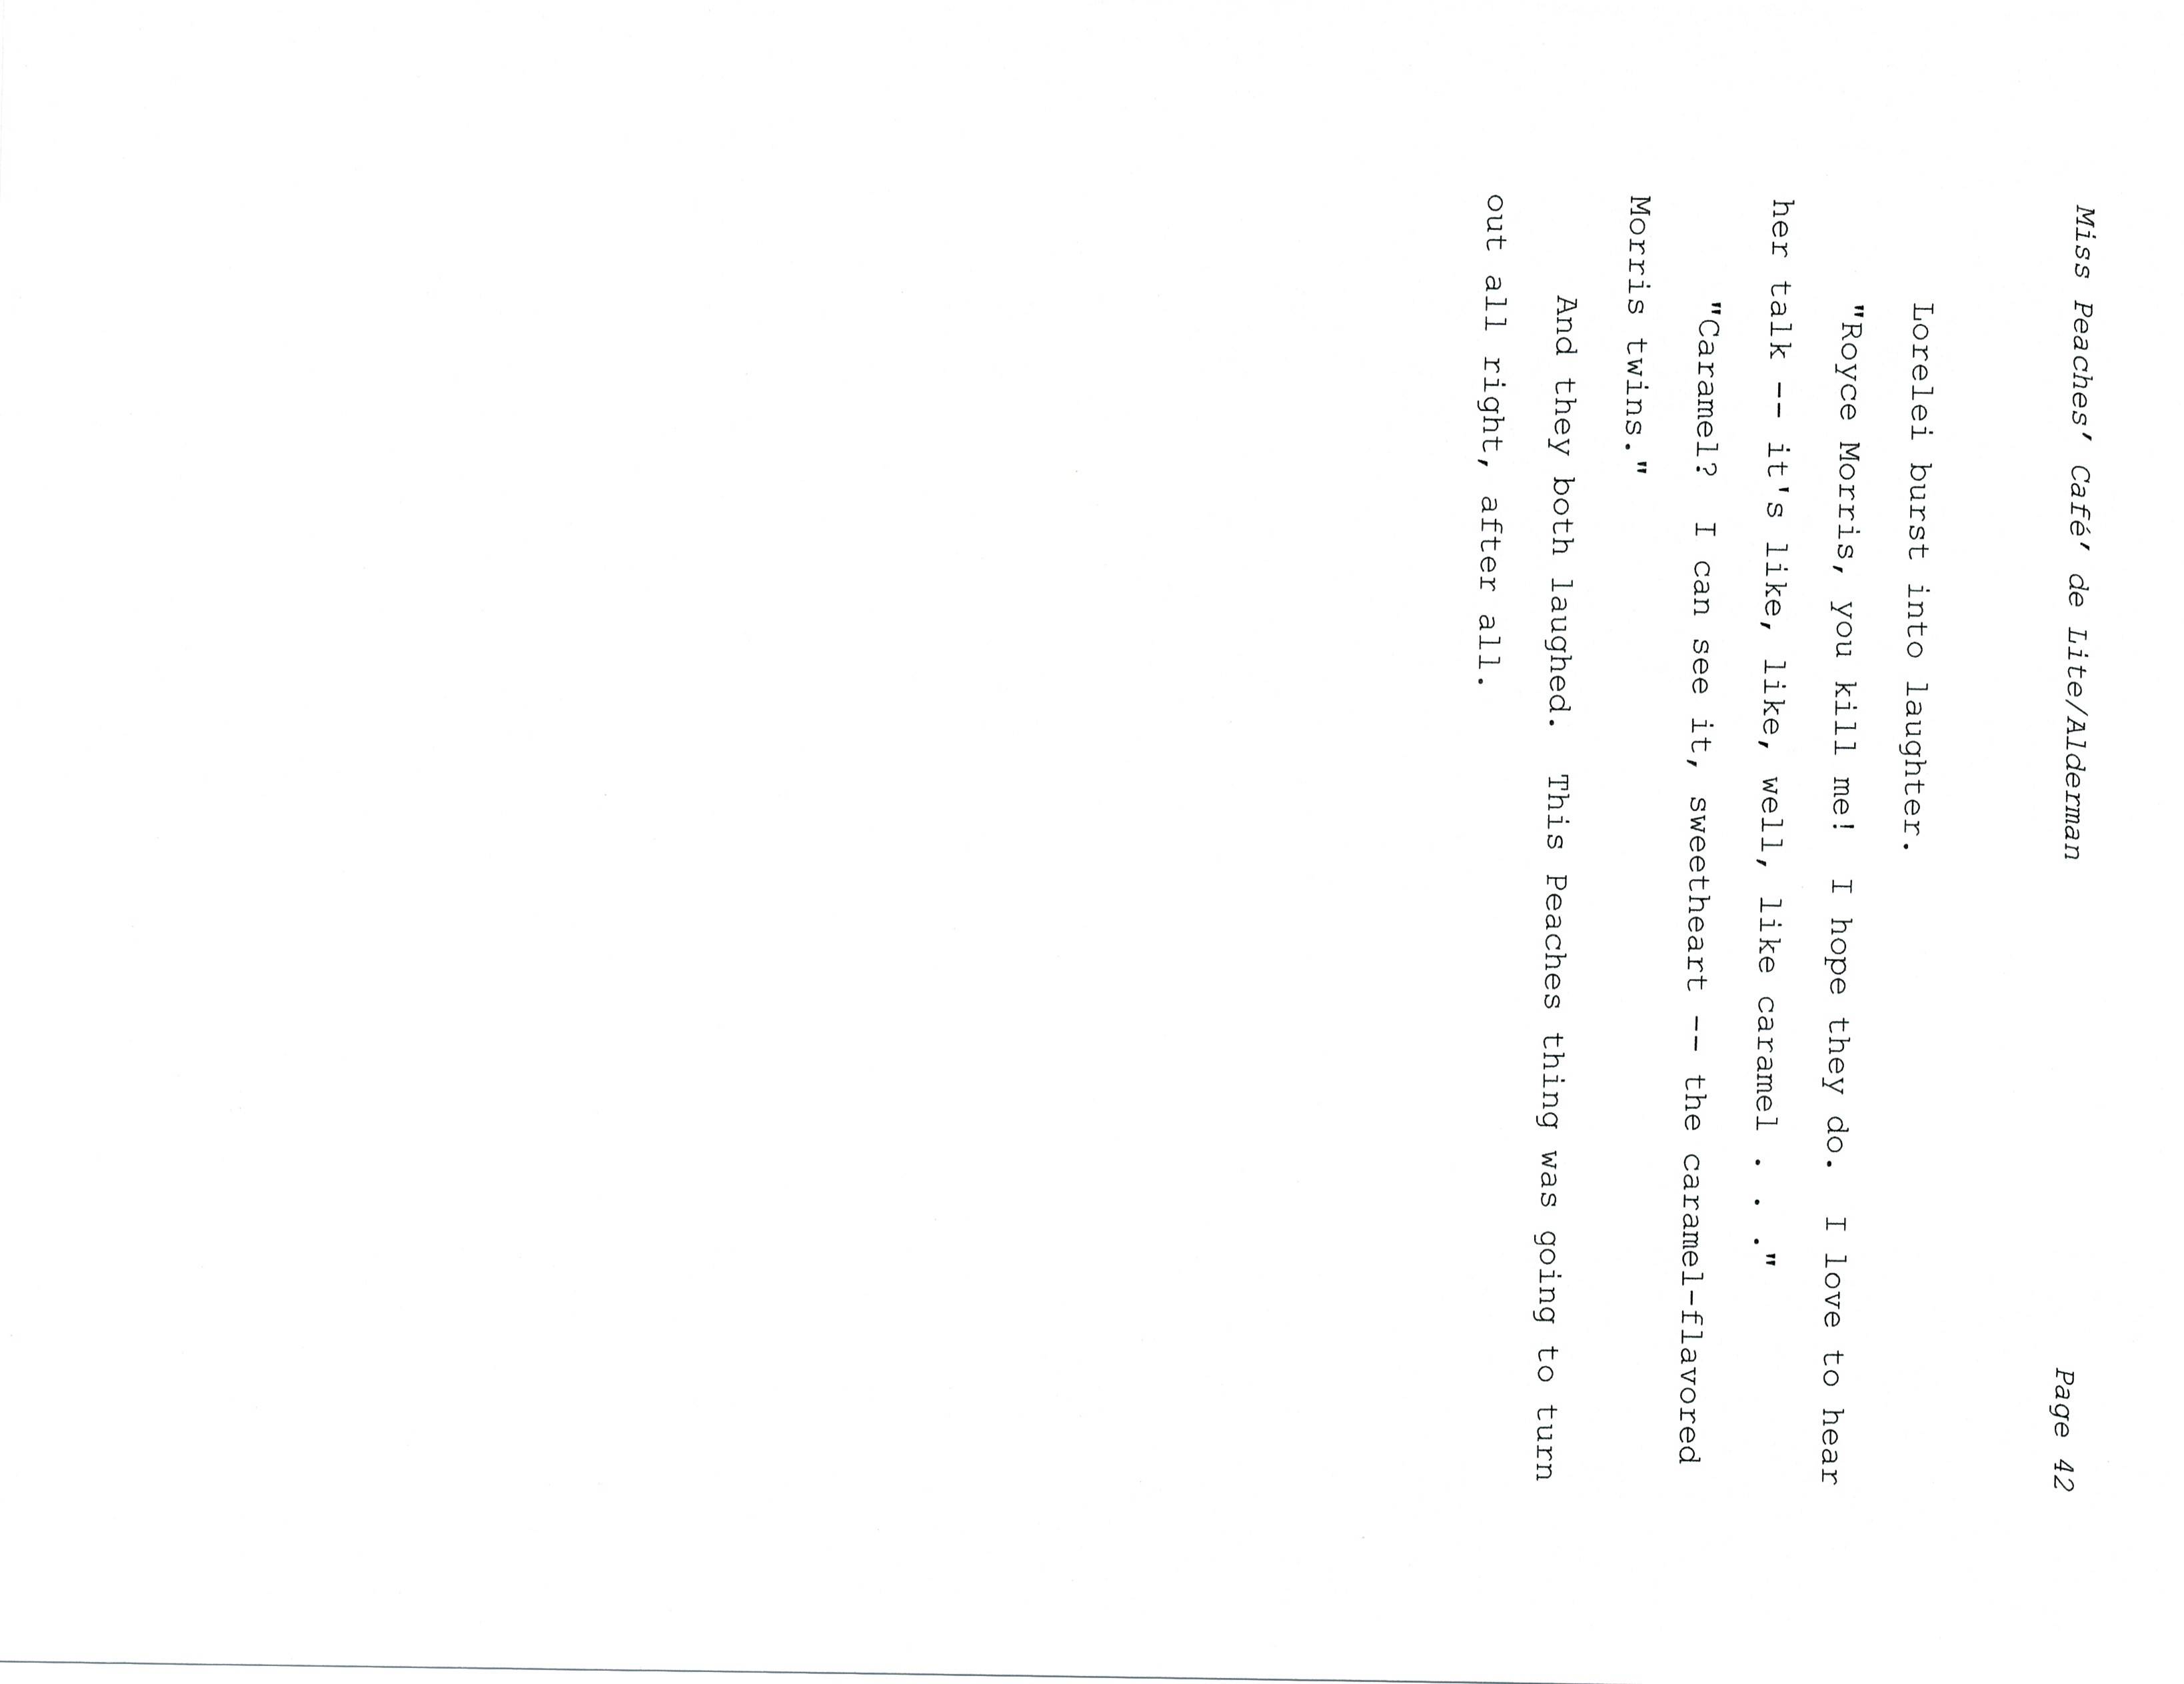 Miss Peaches' Café' de Lite/Alderman Page 42
Lorelei burst into laughter.
"Royce Morris, you kill me!  I hope they do.  I love to hear
her talk -- it's like, like, like, well, like caramel . . ."
"Caramel?  I can see it, sweetheart -- the caramel-flavored
Morris twins."
And they both laughed.  This Peaches thing was going to turn
out all right, after all.